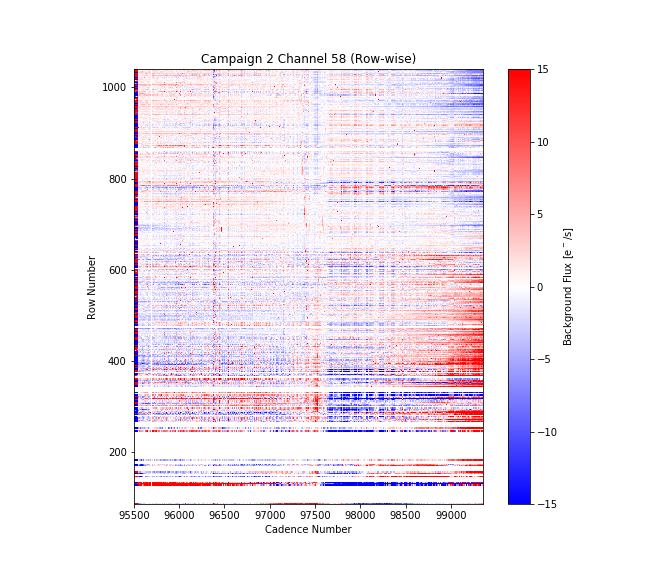 Campaign 2 Channel 58 (Row-wise)
1000
800
600
400
200
Row Number
95500 96000 96500 97000 97500 98000 98500 99000
Cadence Number
15
10
5
0
−5
−10
−15
Background Flux [e⁻/s]